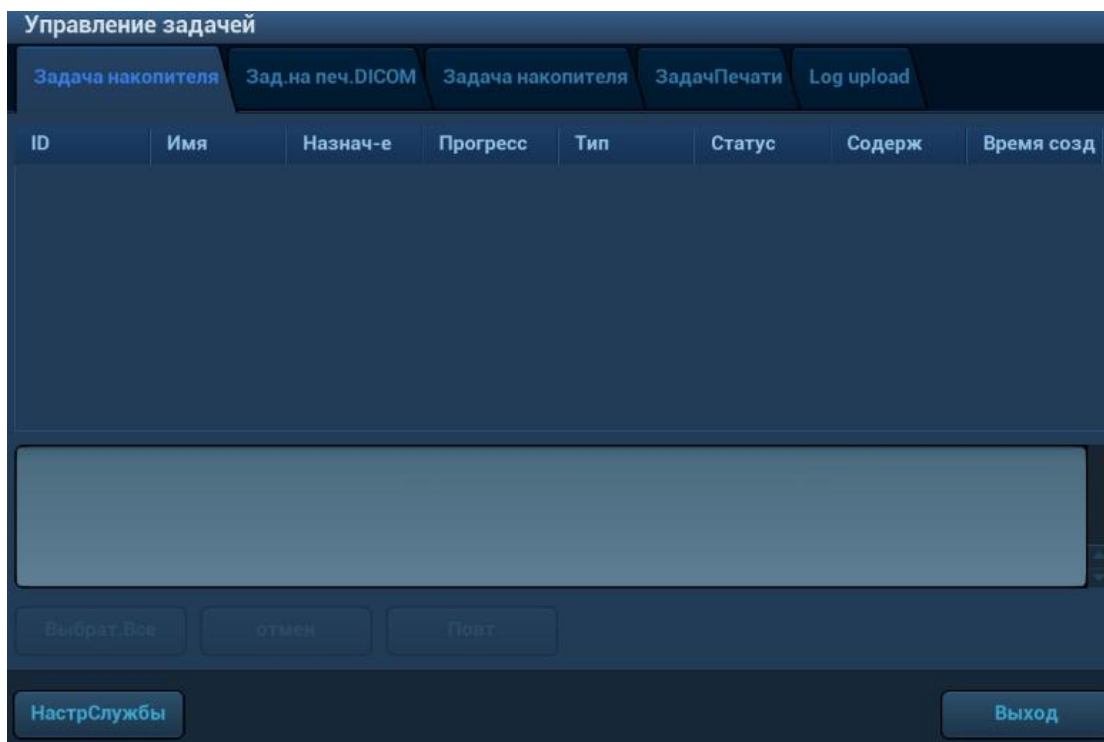 Управление задачей
Задача накопителя Зад.на печ.DICOM Задача накопителя ЗадачПечати Log upload
ID Имя Назнач-е Прогресс Тип Статус Содерж Время созд
Выбрат.Все отмен Повт
НастрСлужбы Выход